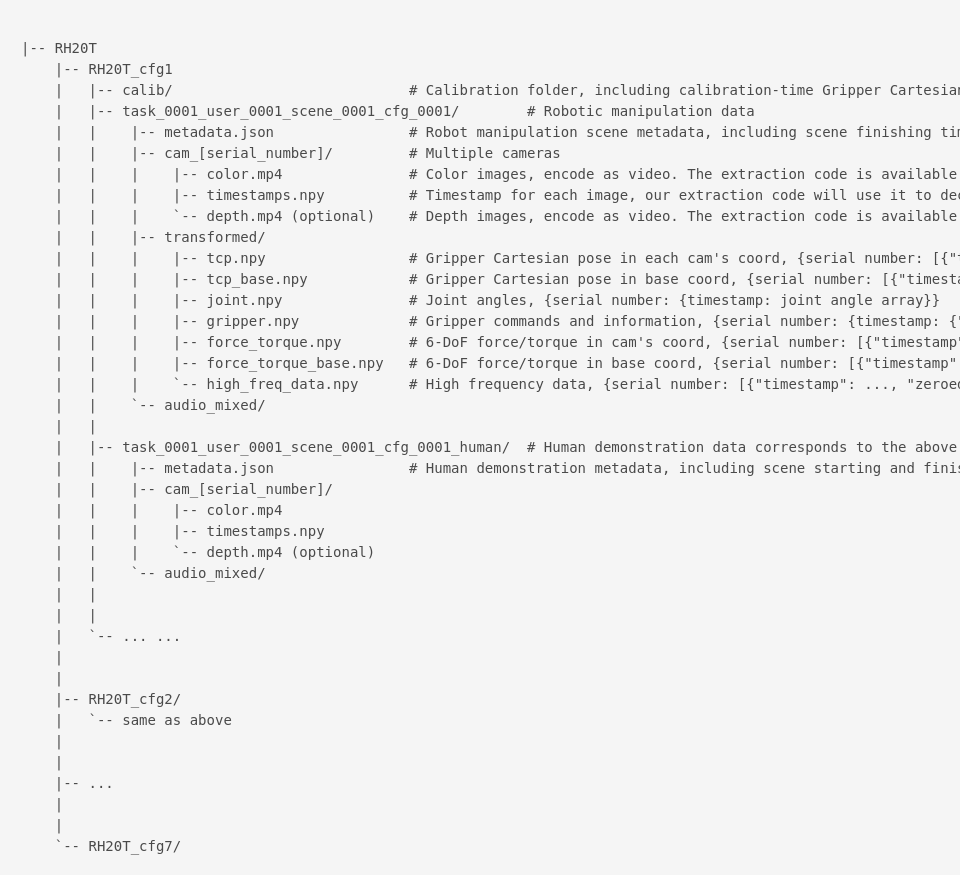 |-- RH20T
    |-- RH20T_cfg1
    |   |-- calib/                            # Calibration folder, including calibration-time Gripper Cartesian
    |   |-- task_0001_user_0001_scene_0001_cfg_0001/        # Robotic manipulation data
    |   |    |-- metadata.json                # Robot manipulation scene metadata, including scene finishing
    |   |    |-- cam_[serial_number]/         # Multiple cameras
    |   |    |    |-- color.mp4               # Color images, encode as video. The extraction code is available
    |   |    |    |-- timestamps.npy          # Timestamp for each image, our extraction code will use it to
    |   |    |    `-- depth.mp4 (optional)    # Depth images, encode as video. The extraction code is available
    |   |    |-- transformed/
    |   |    |    |-- tcp.npy                 # Gripper Cartesian pose in each cam's coord, {serial number: [{"
    |   |    |    |-- tcp_base.npy            # Gripper Cartesian pose in base coord, {serial number: [{"
    |   |    |    |-- joint.npy               # Joint angles, {serial number: {timestamp: joint angle array}}
    |   |    |    |-- gripper.npy             # Gripper commands and information, {serial number: {timestamp: {"
    |   |    |    |-- force_torque.npy        # 6-DoF force/torque in cam's coord, {serial number: [{"timestamp"
    |   |    |    |-- force_torque_base.npy   # 6-DoF force/torque in base coord, {serial number: [{"timestamp"
    |   |    |    `-- high_freq_data.npy      # High frequency data, {serial number: [{"timestamp": ..., "
    |   |    `-- audio_mixed/
    |   |
    |   |-- task_0001_user_0001_scene_0001_cfg_0001_human/  # Human demonstration data corresponds to the above
    |   |    |-- metadata.json                # Human demonstration metadata, including scene starting and
    |   |    |-- cam_[serial_number]/
    |   |    |    |-- color.mp4
    |   |    |    |-- timestamps.npy
    |   |    |    `-- depth.mp4 (optional)
    |   |    `-- audio_mixed/
    |   |
    |   |
    |   `-- ... ...
    |
    |
    |-- RH20T_cfg2/
    |   `-- same as above
    |
    |
    |-- ...
    |
    |
    `-- RH20T_cfg7/